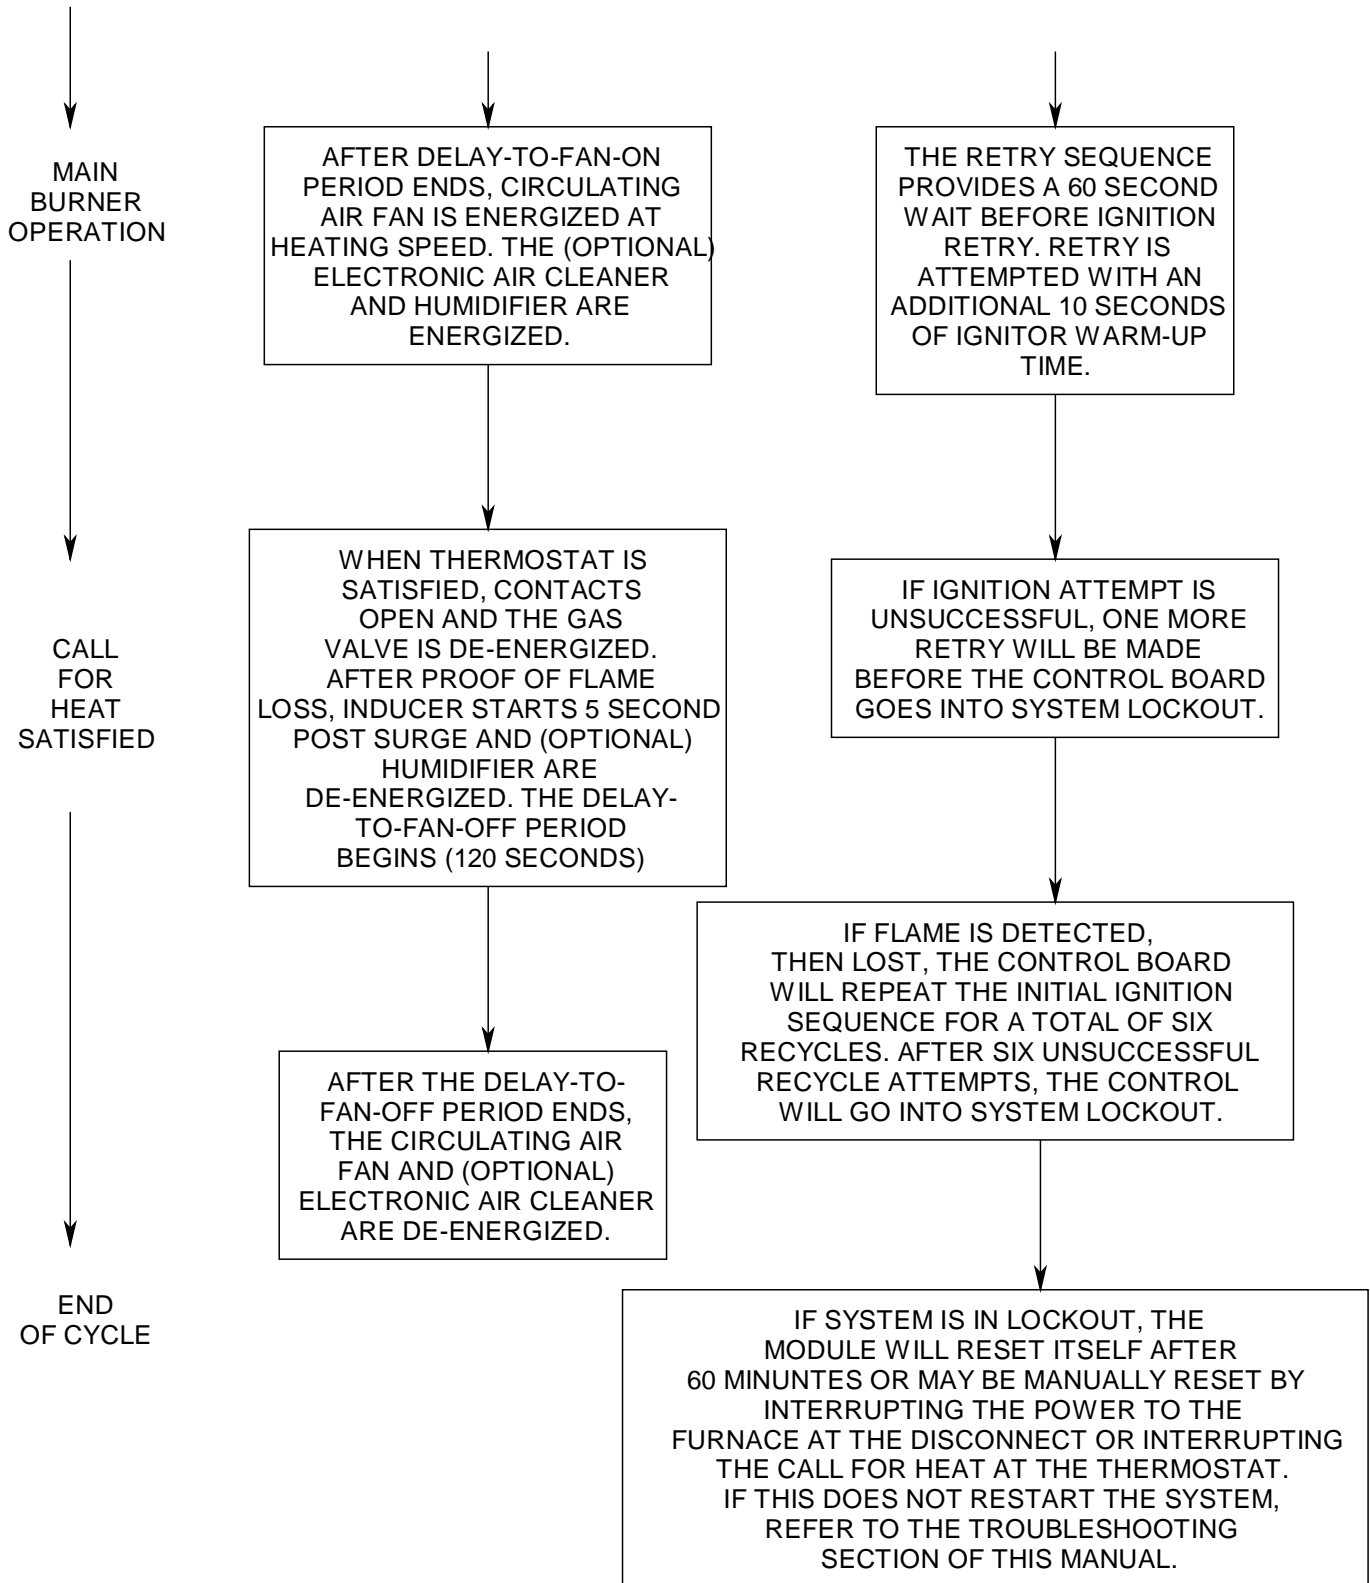 MAIN
BURNER
OPERATION
CALL
FOR
HEAT
SATISFIED
END
OF CYCLE
AFTER DELAY-TO-FAN-ON
PERIOD ENDS, CIRCULATING
AIR FAN IS ENERGIZED AT
HEATING SPEED. THE (OPTIONAL)
ELECTRONIC AIR CLEANER
AND HUMIDIFIER ARE
ENERGIZED.
WHEN THERMOSTAT IS
SATISFIED, CONTACTS
OPEN AND THE GAS
VALVE IS DE-ENERGIZED.
AFTER PROOF OF FLAME
LOSS, INDUCER STARTS 5 SECOND
POST SURGE AND (OPTIONAL)
HUMIDIFIER ARE
DE-ENERGIZED. THE DELAY-
TO-FAN-OFF PERIOD
BEGINS (120 SECONDS)
AFTER THE DELAY-TO-
FAN-OFF PERIOD ENDS,
THE CIRCULATING AIR
FAN AND (OPTIONAL)
ELECTRONIC AIR CLEANER
ARE DE-ENERGIZED.
THE RETRY SEQUENCE
PROVIDES A 60 SECOND
WAIT BEFORE IGNITION
RETRY. RETRY IS
ATTEMPTED WITH AN
ADDITIONAL 10 SECONDS
OF IGNITOR WARM-UP
TIME.
IF IGNITION ATTEMPT IS
UNSUCCESSFUL, ONE MORE
RETRY WILL BE MADE
BEFORE THE CONTROL BOARD
GOES INTO SYSTEM LOCKOUT.
IF FLAME IS DETECTED,
THEN LOST, THE CONTROL BOARD
WILL REPEAT THE INITIAL IGNITION
SEQUENCE FOR A TOTAL OF SIX
RECYCLES. AFTER SIX UNSUCCESSFUL
RECYCLE ATTEMPTS, THE CONTROL
WILL GO INTO SYSTEM LOCKOUT.
IF SYSTEM IS IN LOCKOUT, THE
MODULE WILL RESET ITSELF AFTER
60 MINUNTES OR MAY BE MANUALLY RESET BY
INTERRUPTING THE POWER TO THE
FURNACE AT THE DISCONNECT OR INTERRUPTING
THE CALL FOR HEAT AT THE THERMOSTAT.
IF THIS DOES NOT RESTART THE SYSTEM,
REFER TO THE TROUBLESHOOTING
SECTION OF THIS MANUAL.